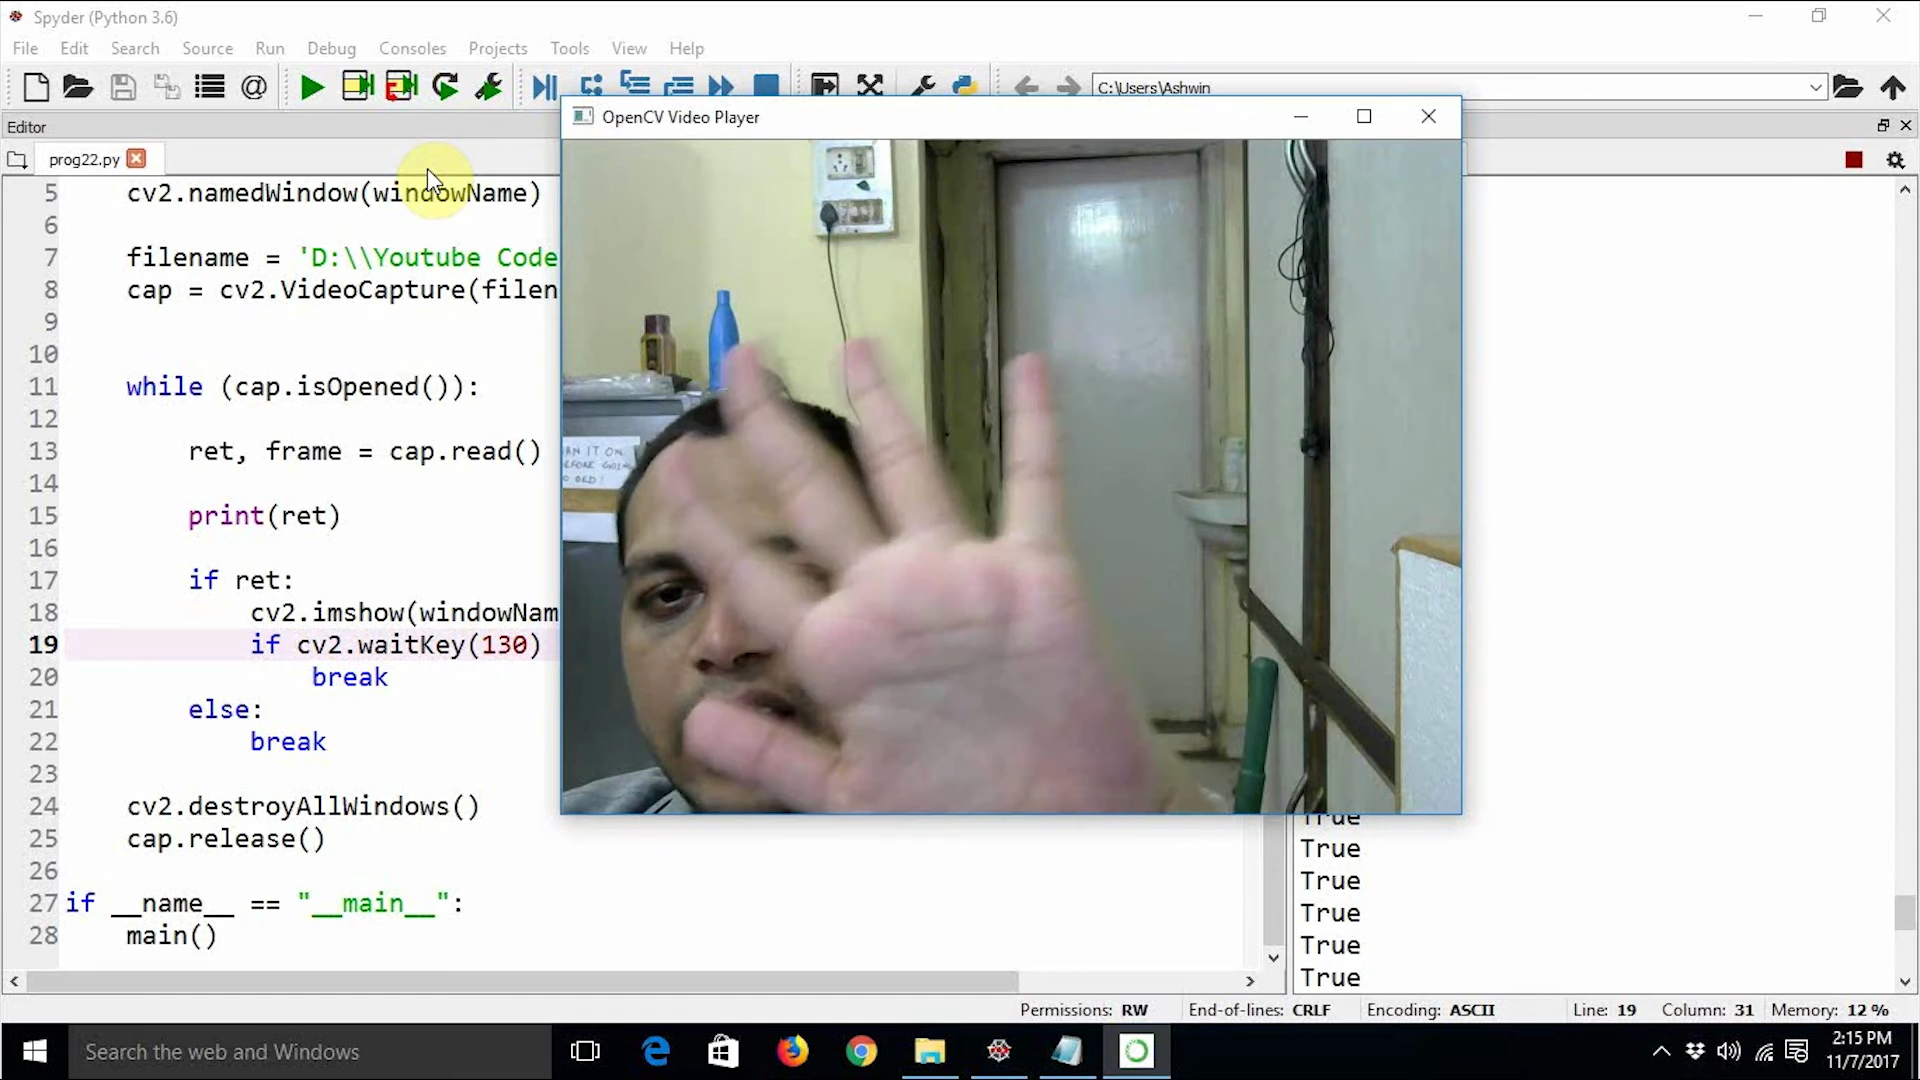 Spyder (Python 3.6)
File Edit Search Source Run Debug Consoles Projects Tools View Help
C:\Users\Ashwin
Editor
OpenCV Video Player
prog22.py
5 cv2.namedWindow(windowName)
6
7 filename = 'D:\\Youtube Code
8 cap = cv2.VideoCapture(filen
9
10
11 while (cap.isOpened()):
12
13 ret, frame = cap.read()
14
15 print(ret)
16
17 if ret:
18 cv2.imshow(windowNam
19 if cv2.waitKey(130)
20 break
21 else:
22 break
23
24 cv2.destroyAllWindows()
25 cap.release()
26
27 if __name__ == "__main__":
28 main()
IT ON
BEFORE GOING
True
True
True
True
True
True
Permissions: RW End-of-lines: CRLF Encoding: ASCII Line: 19 Column: 31 Memory: 12 %
Search the web and Windows
2:15 PM
11/7/2017